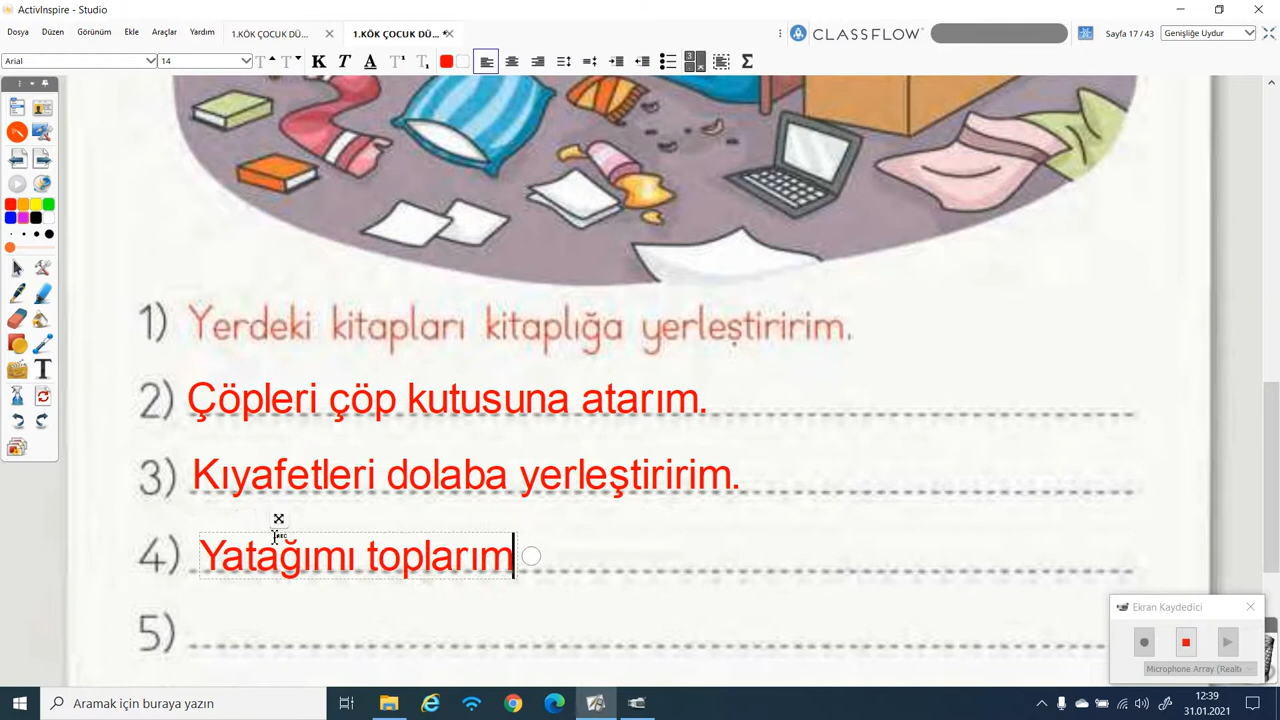 ActivInspire - Studio
Dosya Düzen Görünüm Ekle Araçlar Yardım
1.KÖK ÇOCUK DÜ...
1.KÖK ÇOCUK DÜ...
CLASSFLOW
Sayfa 17 / 43
Genişliğe Uydur
Arial
14
1) Yerdeki kitapları kitaplığa yerleştiririm.
2) Çöpleri çöp kutusuna atarım.
3) Kıyafetleri dolaba yerleştiririm.
4) Yatağımı toplarım
5)
Ekran Kaydedici
Microphone Array (Realt
Aramak için buraya yazın
12:39
31.01.2021